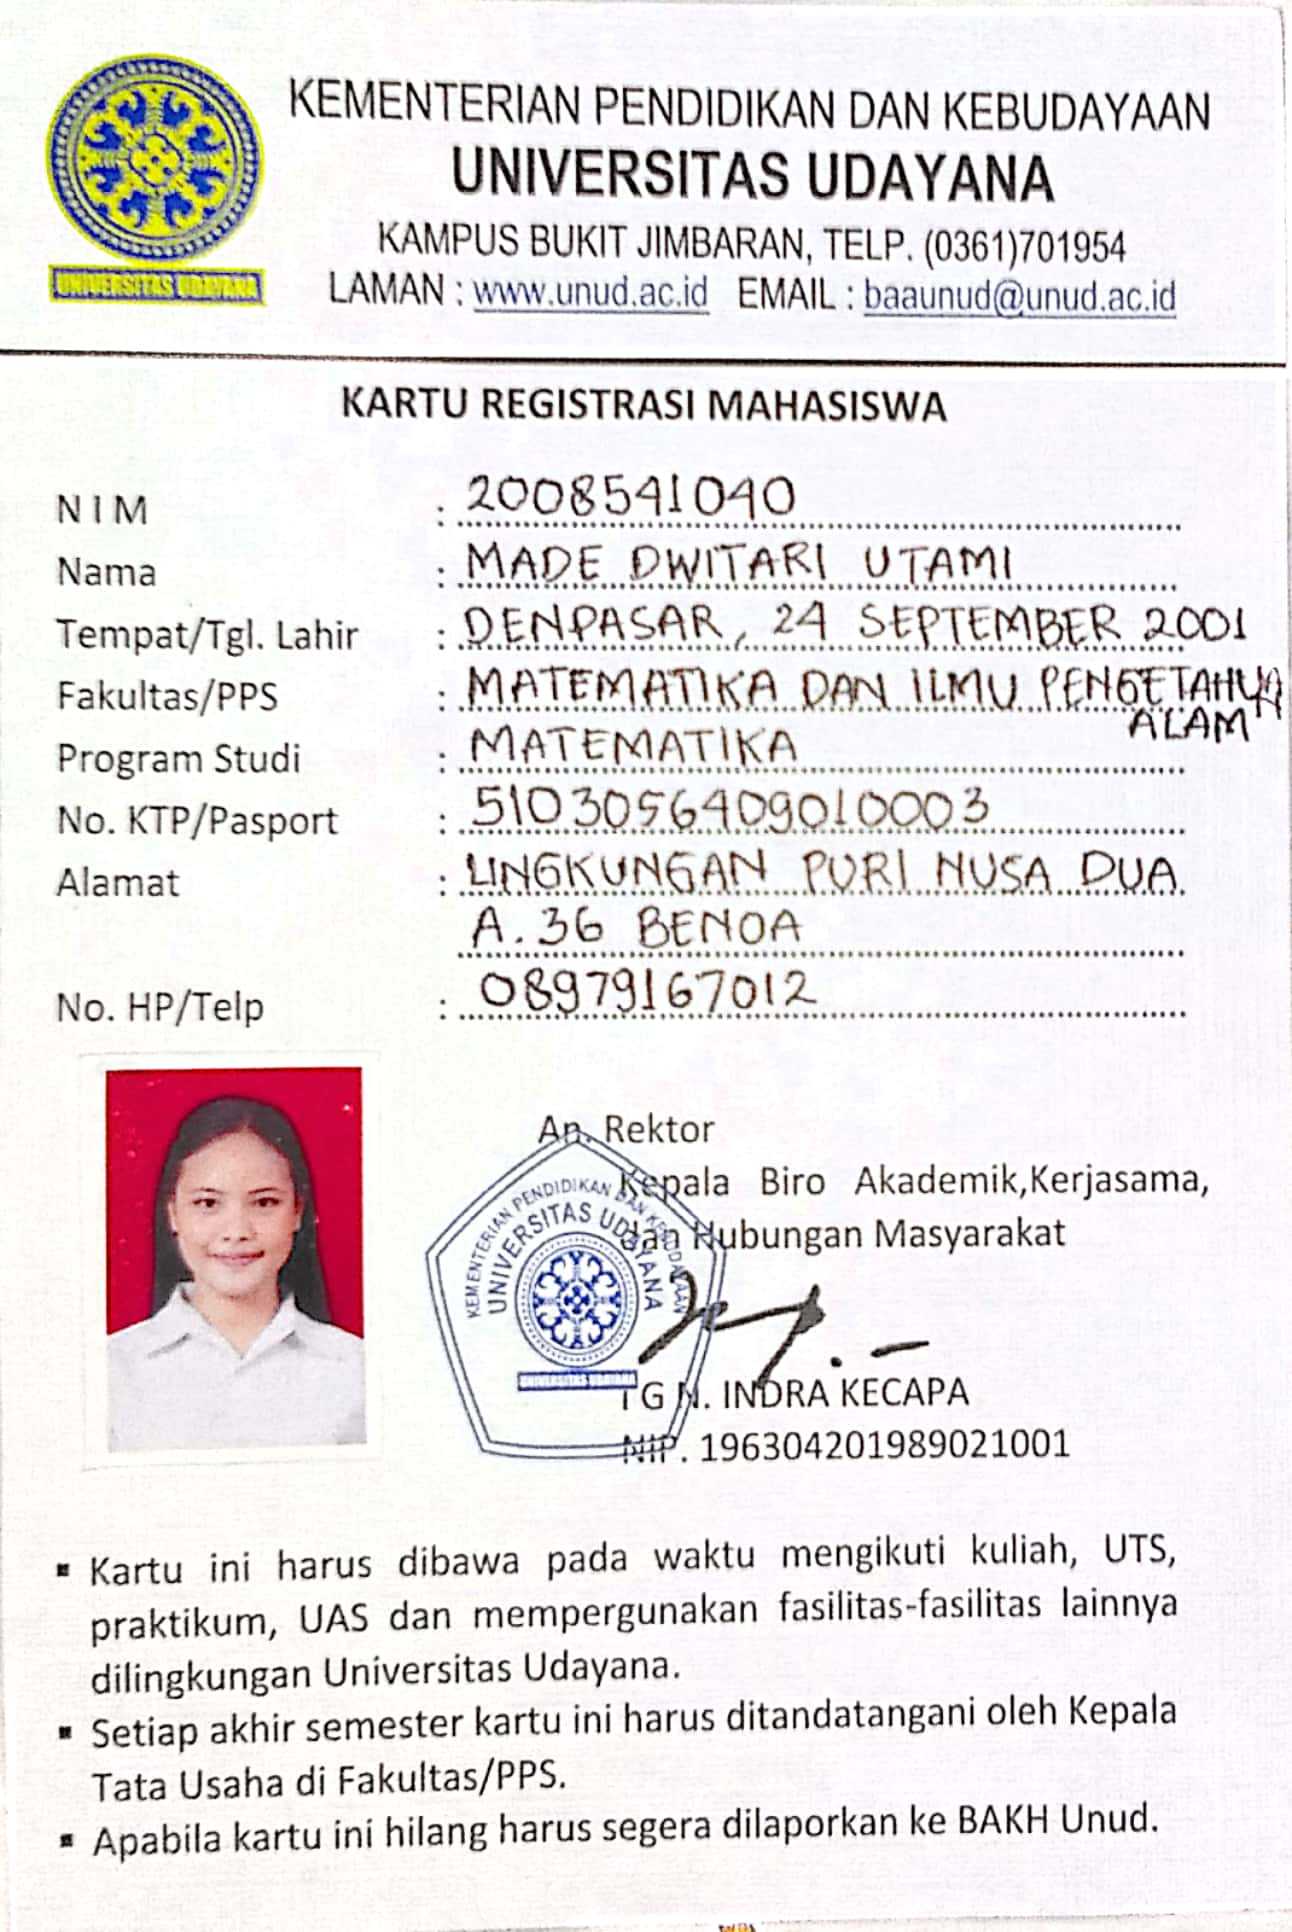 KEMENTERIAN PENDIDIKAN DAN KEBUDAYAAN
UNIVERSITAS UDAYANA
KAMPUS BUKIT JIMBARAN, TELP. (0361)701954
LAMAN : www.unud.ac.id EMAIL : baaunud@unud.ac.id
UNIVERSITAS UDAYANA
KARTU REGISTRASI MAHASISWA
N I M : 2008541040
Nama : MADE DWITARI UTAMI
Tempat/Tgl. Lahir : DENPASAR, 24 SEPTEMBER 2001
Fakultas/PPS : MATEMATIKA DAN ILMU PENGETAHUAN
ALAM
Program Studi : MATEMATIKA
No. KTP/Pasport : 5103056409010003
Alamat : LINGKUNGAN PURI NUSA DUA
A. 36 BENOA
No. HP/Telp : 08979167012
An. Rektor
Kepala Biro Akademik,Kerjasama,
dan Hubungan Masyarakat
KEMENTERIAN PENDIDIKAN DAN KEBUDAYAAN
UNIVERSITAS UDAYANA
UNIVERSITAS UDAYANA
I G N. INDRA KECAPA
NIP. 196304201989021001
▪ Kartu ini harus dibawa pada waktu mengikuti kuliah, UTS,
praktikum, UAS dan mempergunakan fasilitas-fasilitas lainnya
dilingkungan Universitas Udayana.
▪ Setiap akhir semester kartu ini harus ditandatangani oleh Kepala
Tata Usaha di Fakultas/PPS.
▪ Apabila kartu ini hilang harus segera dilaporkan ke BAKH Unud.